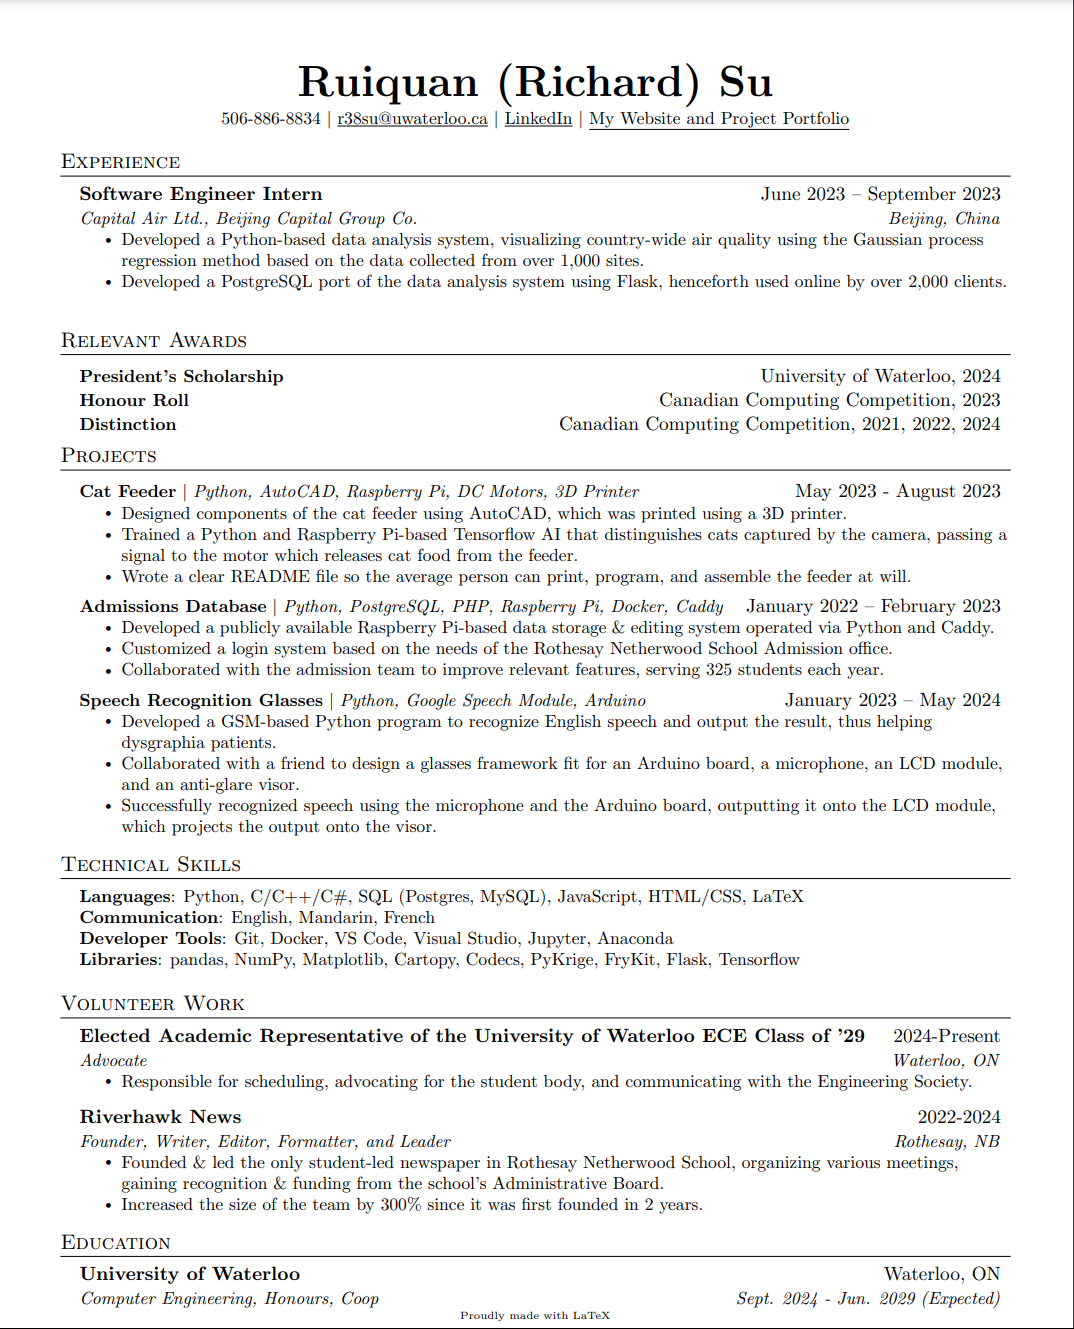 Ruiquan (Richard) Su
506-886-8834 | r38su@uwaterloo.ca | LinkedIn | My Website and Project Portfolio
Experience
Software Engineer Intern June 2023 – September 2023
Capital Air Ltd., Beijing Capital Group Co. Beijing, China
• Developed a Python-based data analysis system, visualizing country-wide air quality using the Gaussian process
regression method based on the data collected from over 1,000 sites.
• Developed a PostgreSQL port of the data analysis system using Flask, henceforth used online by over 2,000 clients.
Relevant Awards
President's Scholarship University of Waterloo, 2024
Honour Roll Canadian Computing Competition, 2023
Distinction Canadian Computing Competition, 2021, 2022, 2024
Projects
Cat Feeder | Python, AutoCAD, Raspberry Pi, DC Motors, 3D Printer May 2023 - August 2023
• Designed components of the cat feeder using AutoCAD, which was printed using a 3D printer.
• Trained a Python and Raspberry Pi-based Tensorflow AI that distinguishes cats captured by the camera, passing a
signal to the motor which releases cat food from the feeder.
• Wrote a clear README file so the average person can print, program, and assemble the feeder at will.
Admissions Database | Python, PostgreSQL, PHP, Raspberry Pi, Docker, Caddy January 2022 – February 2023
• Developed a publicly available Raspberry Pi-based data storage & editing system operated via Python and Caddy.
• Customized a login system based on the needs of the Rothesay Netherwood School Admission office.
• Collaborated with the admission team to improve relevant features, serving 325 students each year.
Speech Recognition Glasses | Python, Google Speech Module, Arduino January 2023 – May 2024
• Developed a GSM-based Python program to recognize English speech and output the result, thus helping
dysgraphia patients.
• Collaborated with a friend to design a glasses framework fit for an Arduino board, a microphone, an LCD module,
and an anti-glare visor.
• Successfully recognized speech using the microphone and the Arduino board, outputting it onto the LCD module,
which projects the output onto the visor.
Technical Skills
Languages: Python, C/C++/C#, SQL (Postgres, MySQL), JavaScript, HTML/CSS, LaTeX
Communication: English, Mandarin, French
Developer Tools: Git, Docker, VS Code, Visual Studio, Jupyter, Anaconda
Libraries: pandas, NumPy, Matplotlib, Cartopy, Codecs, PyKrige, FryKit, Flask, Tensorflow
Volunteer Work
Elected Academic Representative of the University of Waterloo ECE Class of '29 2024-Present
Advocate Waterloo, ON
• Responsible for scheduling, advocating for the student body, and communicating with the Engineering Society.
Riverhawk News 2022-2024
Founder, Writer, Editor, Formatter, and Leader Rothesay, NB
• Founded & led the only student-led newspaper in Rothesay Netherwood School, organizing various meetings,
gaining recognition & funding from the school's Administrative Board.
• Increased the size of the team by 300% since it was first founded in 2 years.
Education
University of Waterloo Waterloo, ON
Computer Engineering, Honours, Coop Sept. 2024 - Jun. 2029 (Expected)
Proudly made with LaTeX